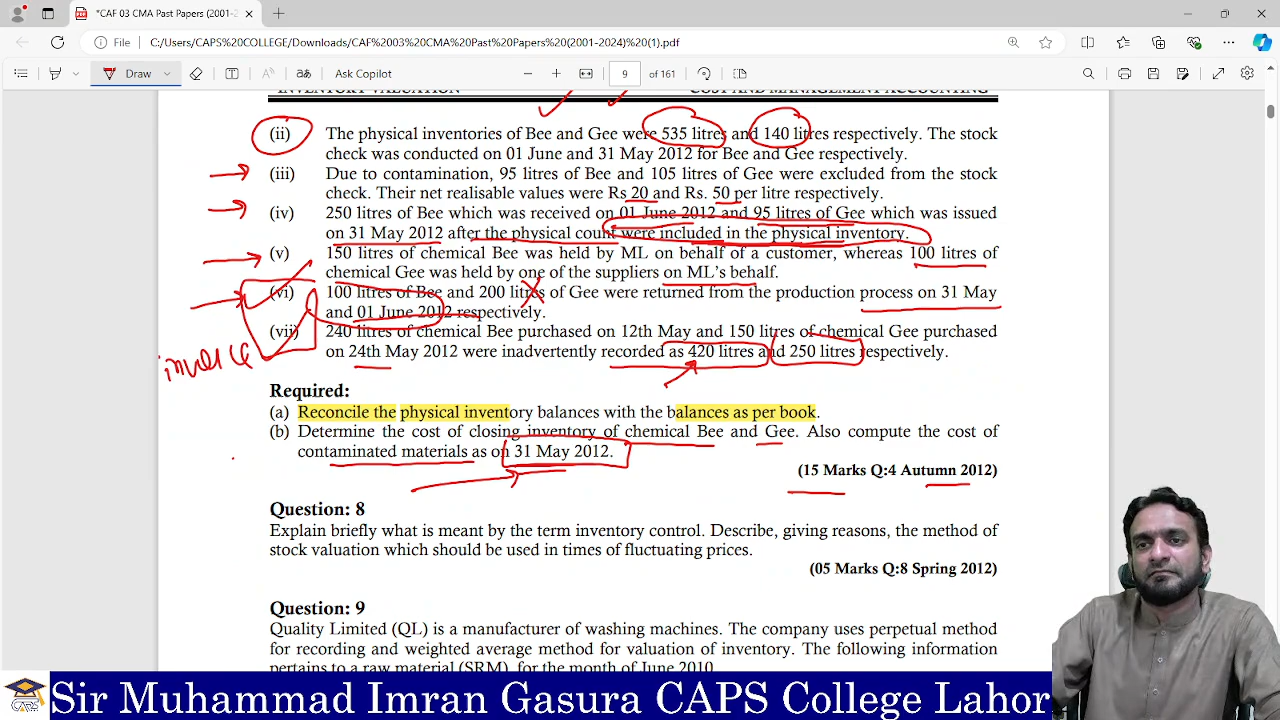 *CAF 03 CMA Past Papers (2001-2
File C:/Users/CAPS%20COLLEGE/Downloads/CAF%2003%20CMA%20Past%20Papers%20(2001-2024)%20(1).pdf
Draw Ask Copilot 9 of 161
INVENTORY VALUATION COST AND MANAGEMENT ACCOUNTING
(ii) The physical inventories of Bee and Gee were 535 litres and 140 litres respectively. The stock
check was conducted on 01 June and 31 May 2012 for Bee and Gee respectively.
(iii) Due to contamination, 95 litres of Bee and 105 litres of Gee were excluded from the stock
check. Their net realisable values were Rs 20 and Rs. 50 per litre respectively.
(iv) 250 litres of Bee which was received on 01 June 2012 and 95 litres of Gee which was issued
on 31 May 2012 after the physical count were included in the physical inventory.
(v) 150 litres of chemical Bee was held by ML on behalf of a customer, whereas 100 litres of
chemical Gee was held by one of the suppliers on ML's behalf.
(vi) 100 litres of Bee and 200 litres of Gee were returned from the production process on 31 May
and 01 June 2012 respectively.
(vii) 240 litres of chemical Bee purchased on 12th May and 150 litres of chemical Gee purchased
on 24th May 2012 were inadvertently recorded as 420 litres and 250 litres respectively.
Required:
(a) Reconcile the physical inventory balances with the balances as per book.
(b) Determine the cost of closing inventory of chemical Bee and Gee. Also compute the cost of
contaminated materials as on 31 May 2012.
(15 Marks Q:4 Autumn 2012)
Question: 8
Explain briefly what is meant by the term inventory control. Describe, giving reasons, the method of
stock valuation which should be used in times of fluctuating prices.
(05 Marks Q:8 Spring 2012)
Question: 9
Quality Limited (QL) is a manufacturer of washing machines. The company uses perpetual method
for recording and weighted average method for valuation of inventory. The following information
pertains to a raw material (SRM), for the month of June 2010.
Sir Muhammad Imran Gasura CAPS College Lahor